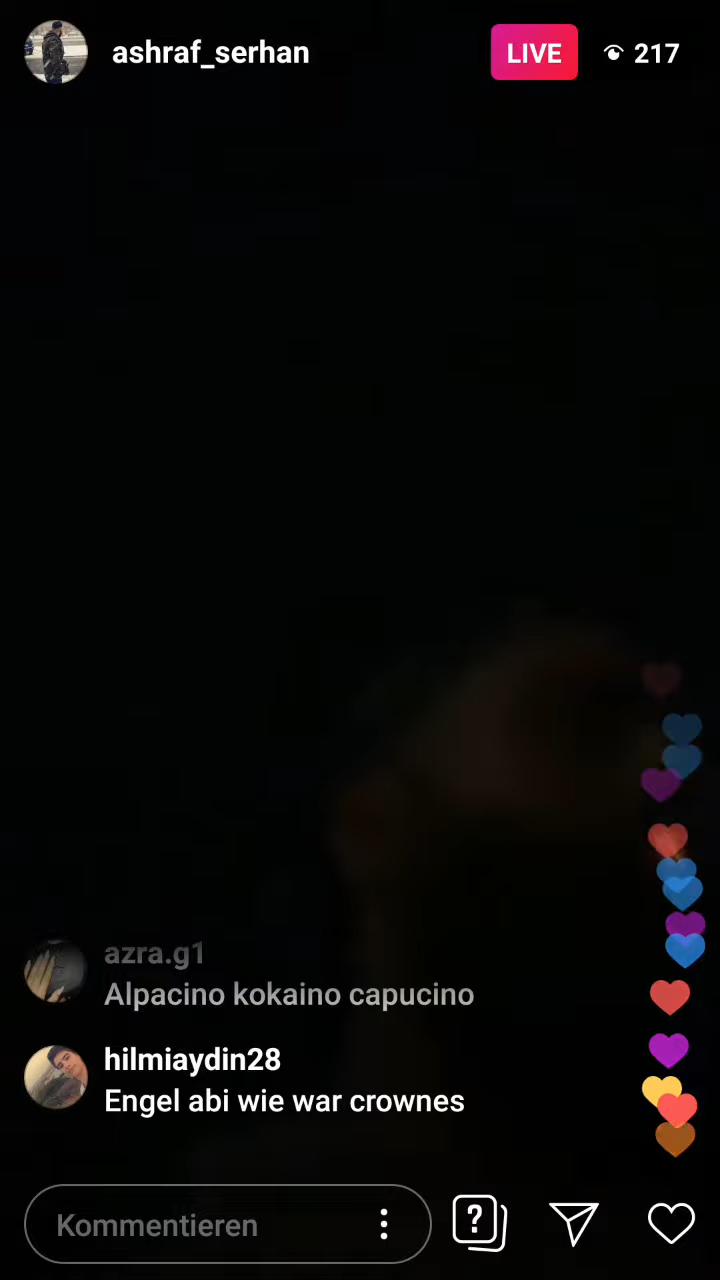 ashraf_serhan
LIVE
217
azra.g1
Alpacino kokaino capucino
hilmiaydin28
Engel abi wie war crownes
Kommentieren
?